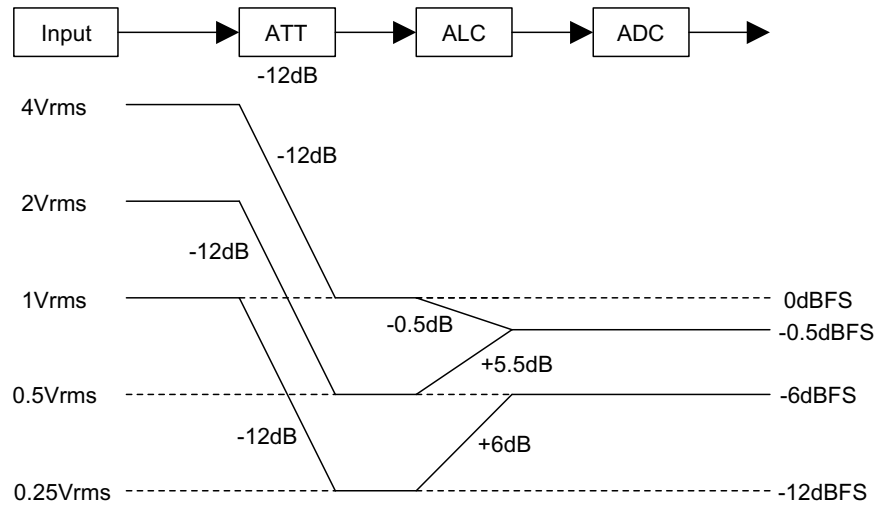 Input ATT ALC ADC
-12dB
4Vrms
-12dB
2Vrms
-12dB
1Vrms 0dBFS
-0.5dB -0.5dBFS
+5.5dB
0.5Vrms -6dBFS
-12dB +6dB
0.25Vrms -12dBFS